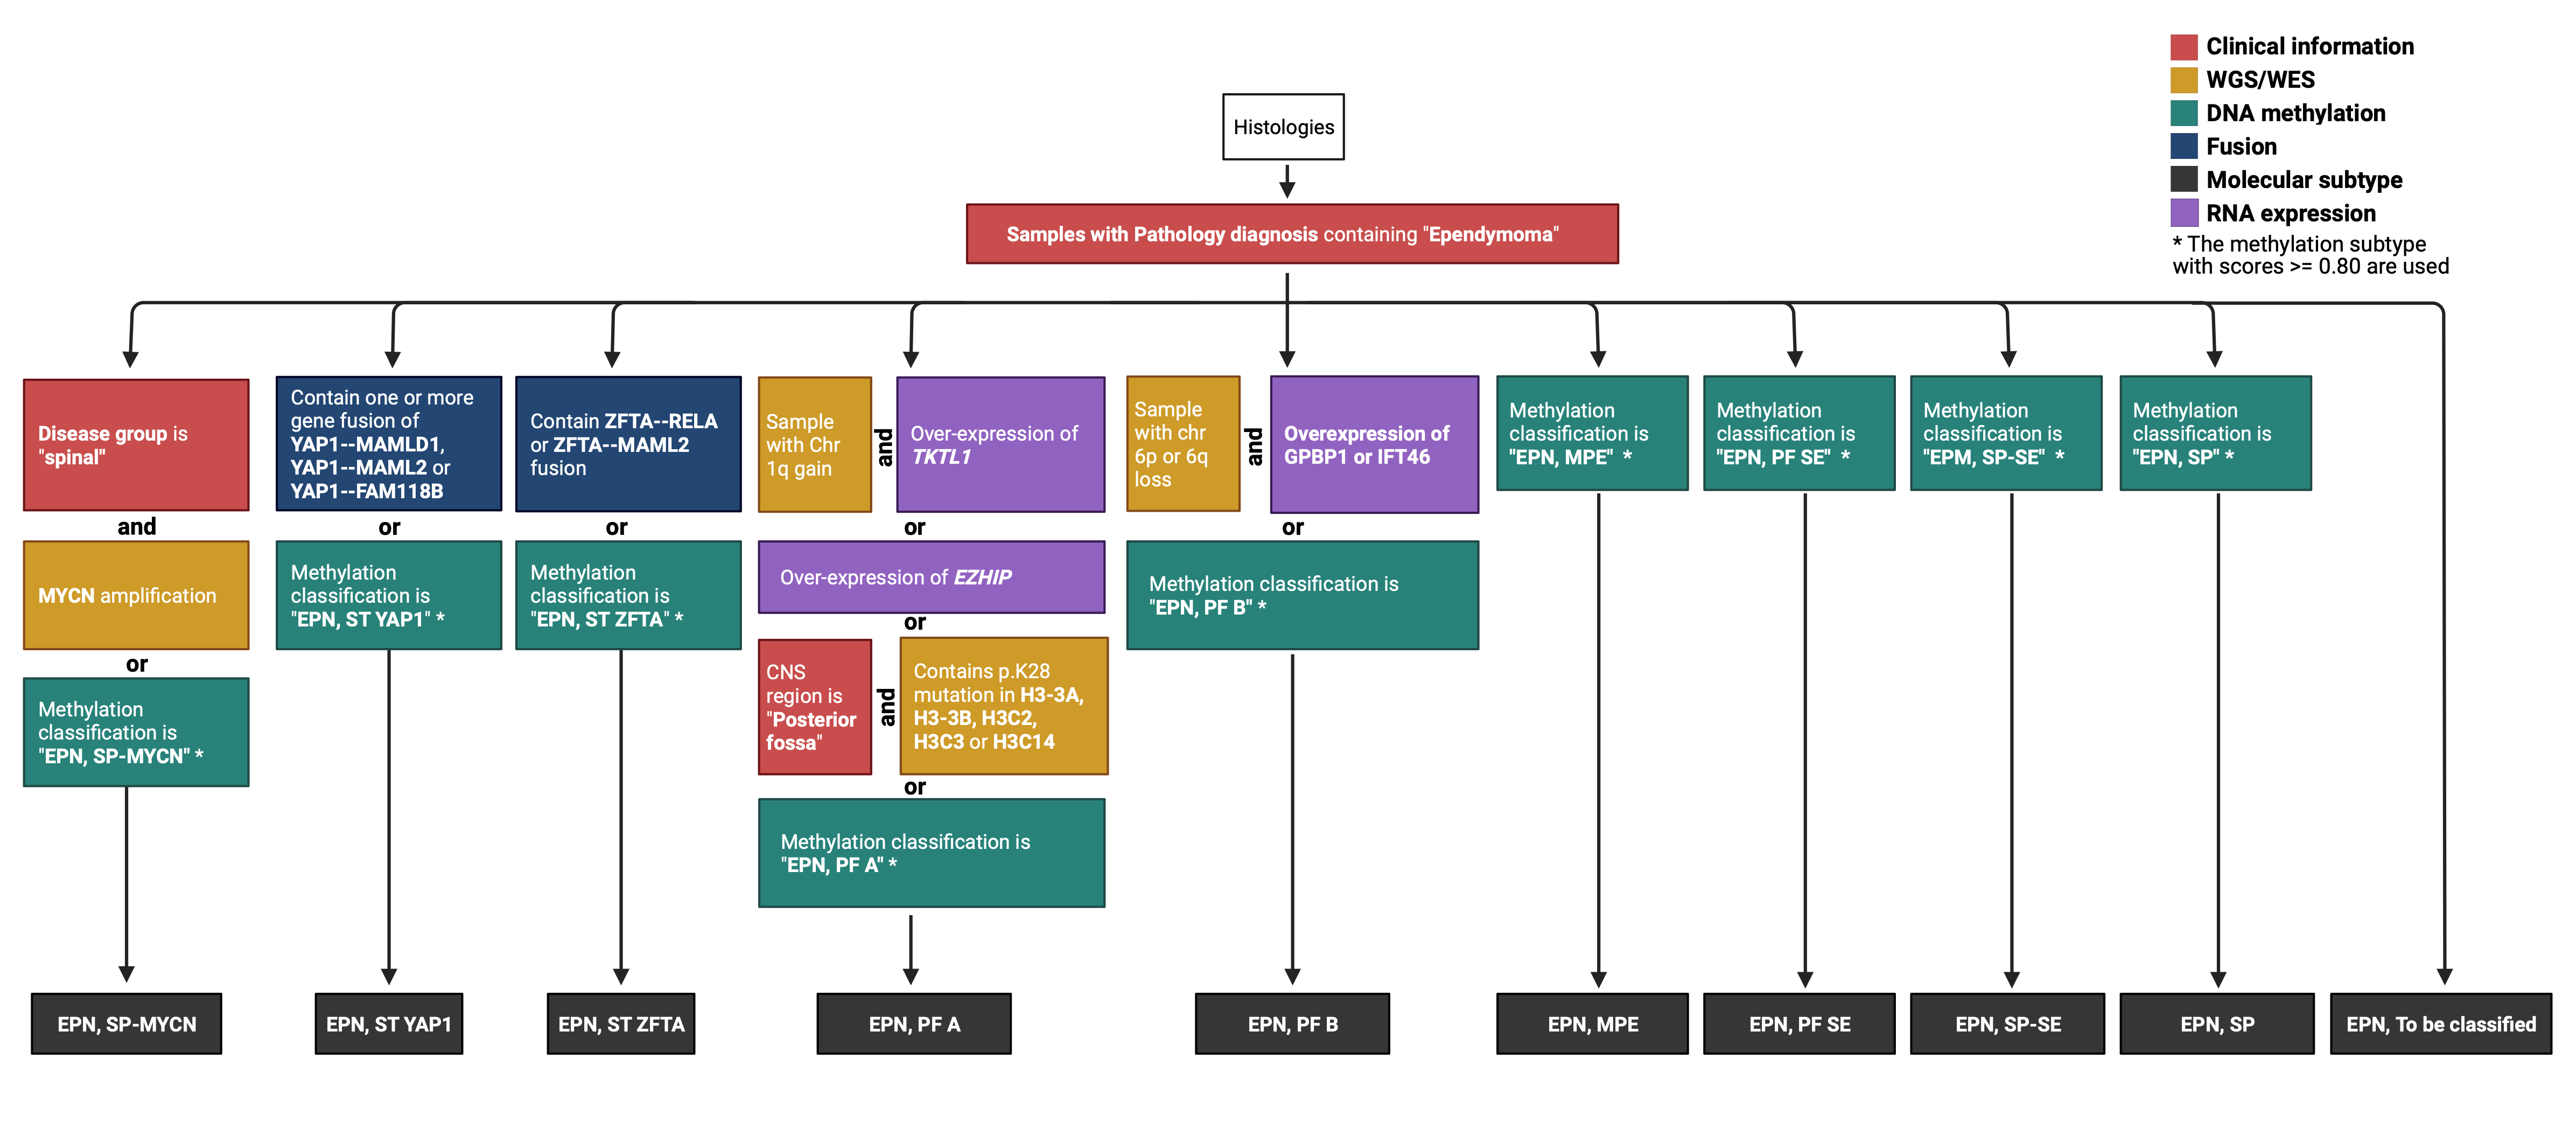 Clinical information
WGS/WES
DNA methylation
Fusion
Molecular subtype
RNA expression
* The methylation subtype
with scores >= 0.80 are used
Histologies
Samples with Pathology diagnosis containing "Ependymoma"
Disease group is
"spinal"
and
MYCN amplification
or
Methylation
classification is
"EPN, SP-MYCN" *
EPN, SP-MYCN
Contain one or more
gene fusion of
YAP1--MAMLD1,
YAP1--MAML2 or
YAP1--FAM118B
or
Methylation
classification is
"EPN, ST YAP1" *
EPN, ST YAP1
Contain ZFTA--RELA
or ZFTA--MAML2
fusion
or
Methylation
classification is
"EPN, ST ZFTA" *
EPN, ST ZFTA
Sample
with Chr
1q gain
and
Over-expression of
TKTL1
or
Over-expression of EZHIP
or
CNS
region is
"Posterior
fossa"
and
Contains p.K28
mutation in H3-3A,
H3-3B, H3C2,
H3C3 or H3C14
or
Methylation classification is
"EPN, PF A" *
EPN, PF A
Sample
with chr
6p or 6q
loss
and
Overexpression of
GPBP1 or IFT46
or
Methylation classification is
"EPN, PF B" *
EPN, PF B
Methylation
classification is
"EPN, MPE" *
EPN, MPE
Methylation
classification is
"EPN, PF SE" *
EPN, PF SE
Methylation
classification is
"EPM, SP-SE" *
EPN, SP-SE
Methylation
classification is
"EPN, SP" *
EPN, SP
EPN, To be classified